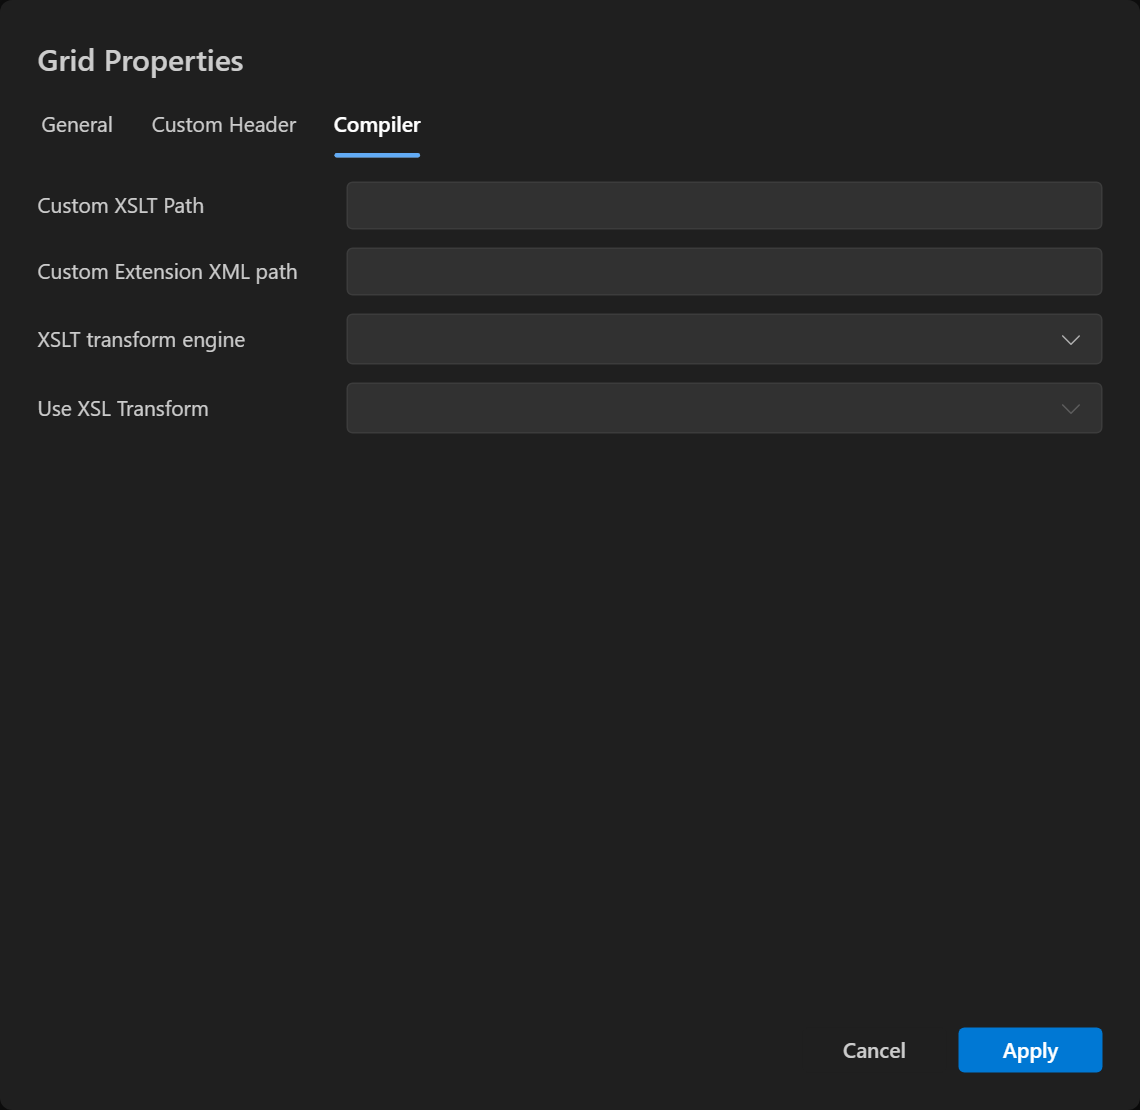 Grid Properties
General Custom Header Compiler
Custom XSLT Path
Custom Extension XML path
XSLT transform engine
Use XSL Transform
Cancel Apply